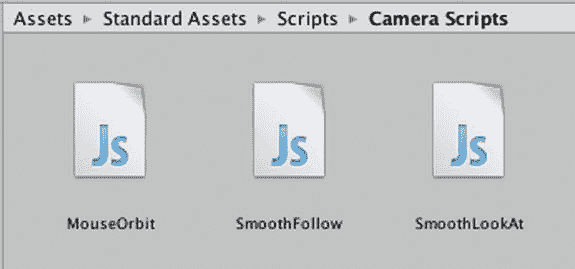 Assets ▸ Standard Assets ▸ Scripts ▸ Camera Scripts
Js Js Js
MouseOrbit SmoothFollow SmoothLookAt